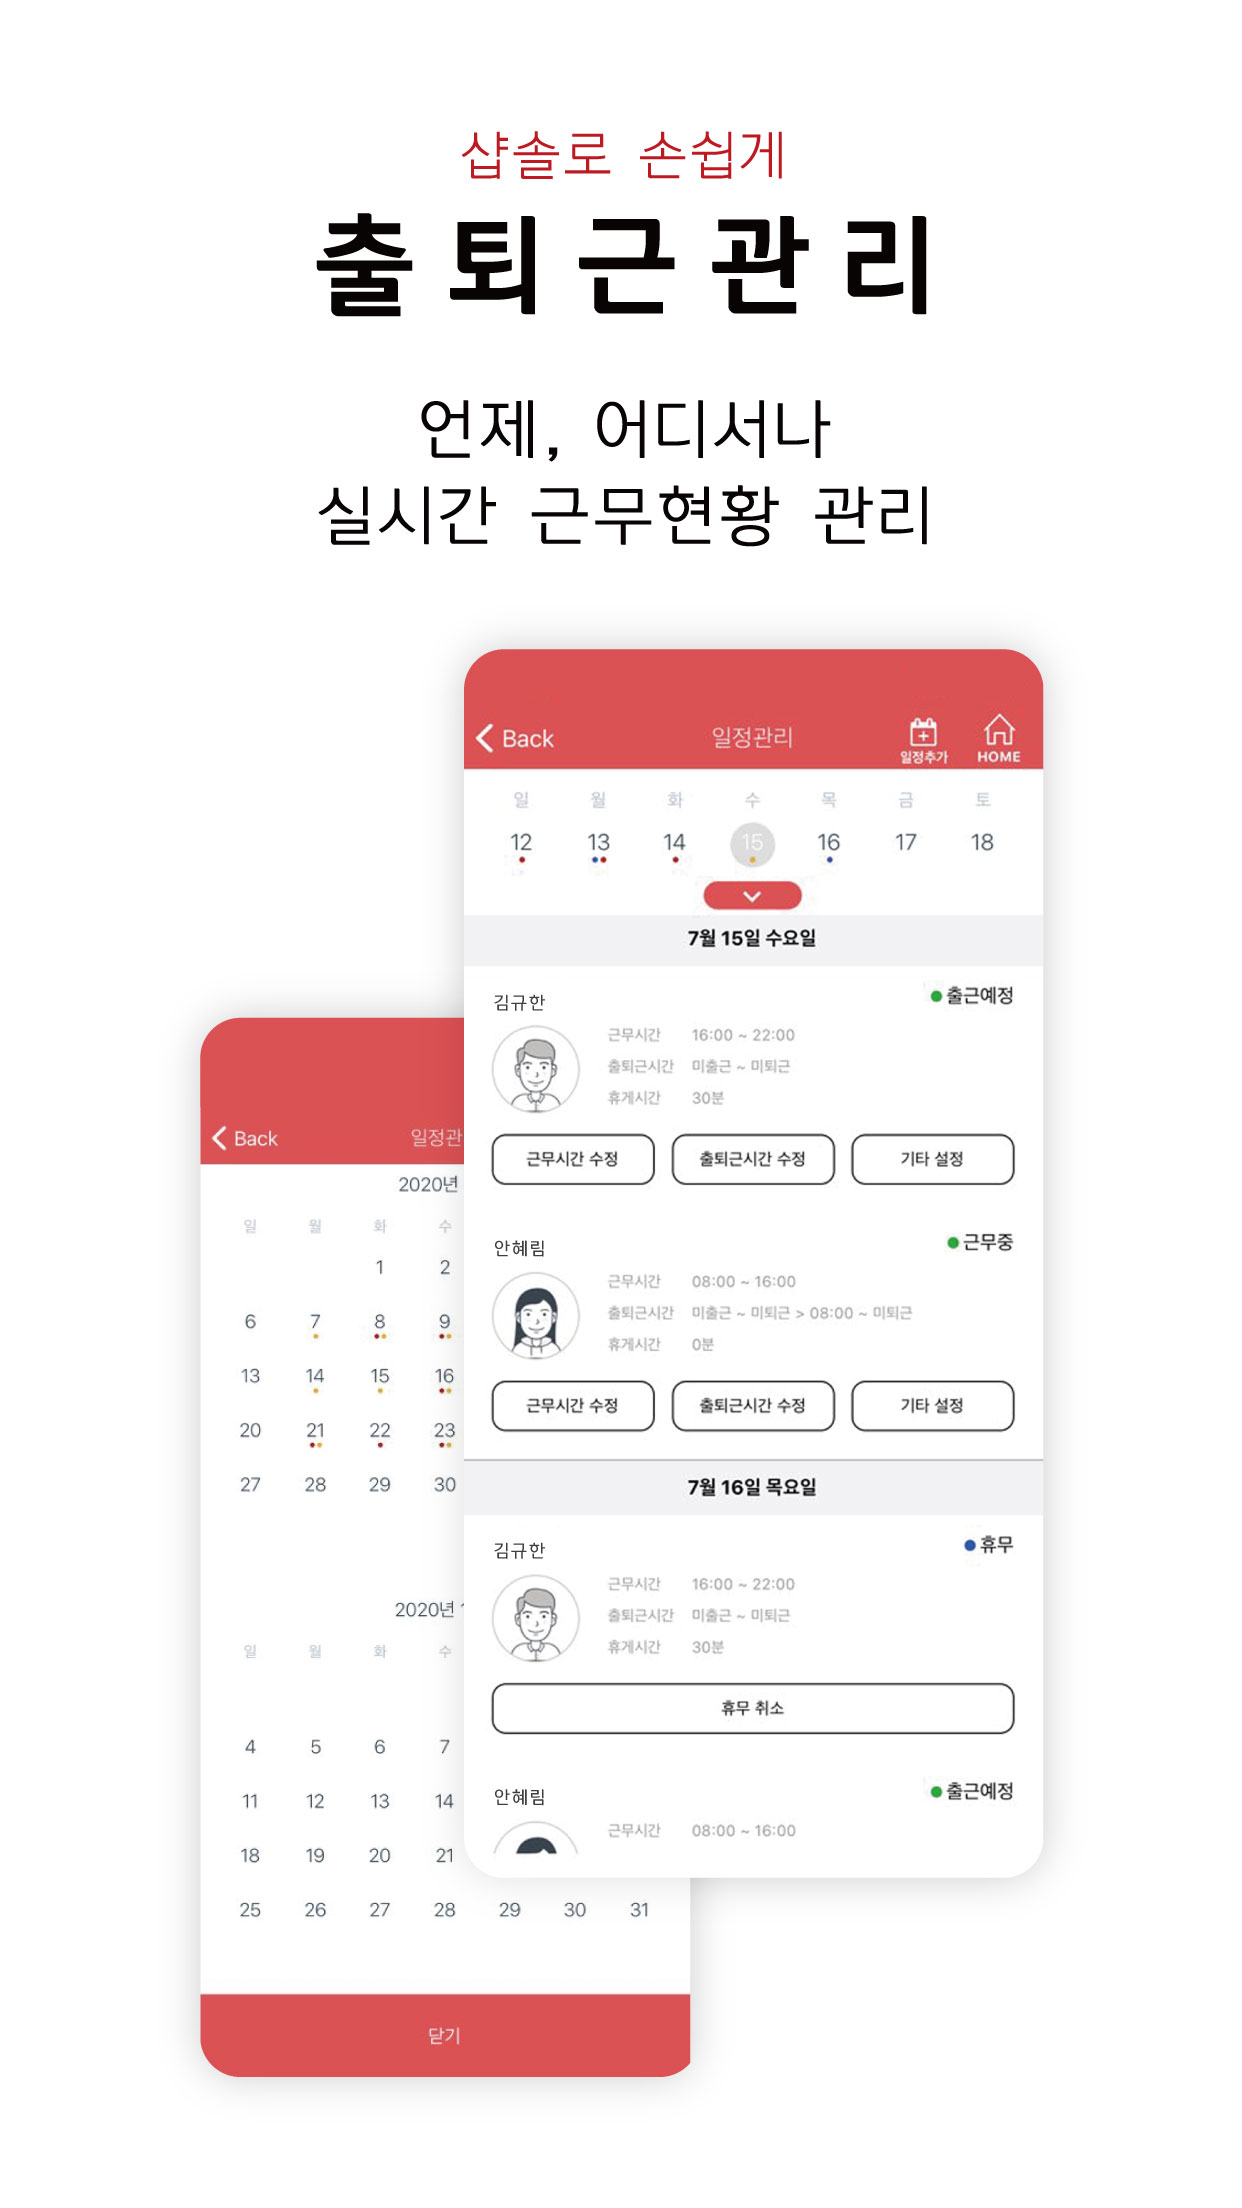 샵솔로 손쉽게
출퇴근관리
언제, 어디서나
실시간 근무현황 관리
Back 일정관리 일정추가 HOME
일 월 화 수 목 금 토
12 13 14 15 16 17 18
7월 15일 수요일
김규한 출근예정
근무시간 16:00 ~ 22:00
출퇴근시간 미출근 ~ 미퇴근
휴게시간 30분
근무시간 수정 출퇴근시간 수정 기타 설정
안혜림 근무중
근무시간 08:00 ~ 16:00
출퇴근시간 미출근 ~ 미퇴근 > 08:00 ~ 미퇴근
휴게시간 0분
근무시간 수정 출퇴근시간 수정 기타 설정
7월 16일 목요일
김규한 휴무
근무시간 16:00 ~ 22:00
출퇴근시간 미출근 ~ 미퇴근
휴게시간 30분
휴무 취소
안혜림 출근예정
근무시간 08:00 ~ 16:00
Back 일정관
2020년
일 월 화 수
1 2
6 7 8 9
13 14 15 16
20 21 22 23
27 28 29 30
2020년
일 월 화 수
4 5 6 7
11 12 13 14
18 19 20 21
25 26 27 28 29 30 31
닫기